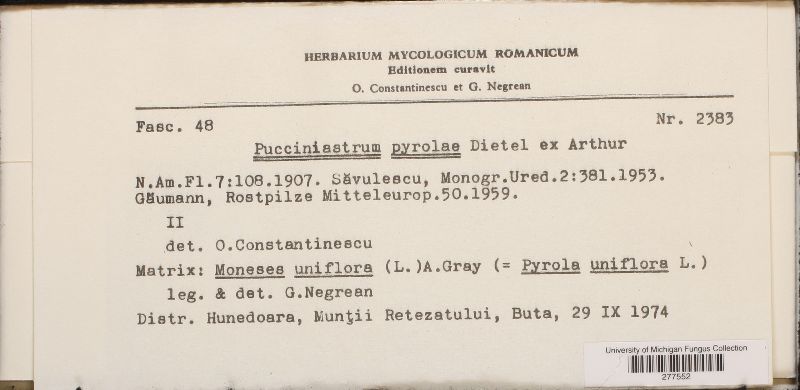 HERBARIUM MYCOLOGICUM ROMANICUM
Editionem curavit
O. Constantinescu et G. Negrean
Fasc. 48 Nr. 2383
Pucciniastrum pyrolae Dietel ex Arthur
N.Am.Fl.7:108.1907. Săvulescu, Monogr.Ured.2:381.1953.
Gäumann, Rostpilze Mitteleurop.50.1959.
II
det. O.Constantinescu
Matrix: Moneses uniflora (L.)A.Gray (= Pyrola uniflora L.)
leg. & det. G.Negrean
Distr. Hunedoara, Munţii Retezatului, Buta, 29 IX 1974
University of Michigan Fungus Collection
277552